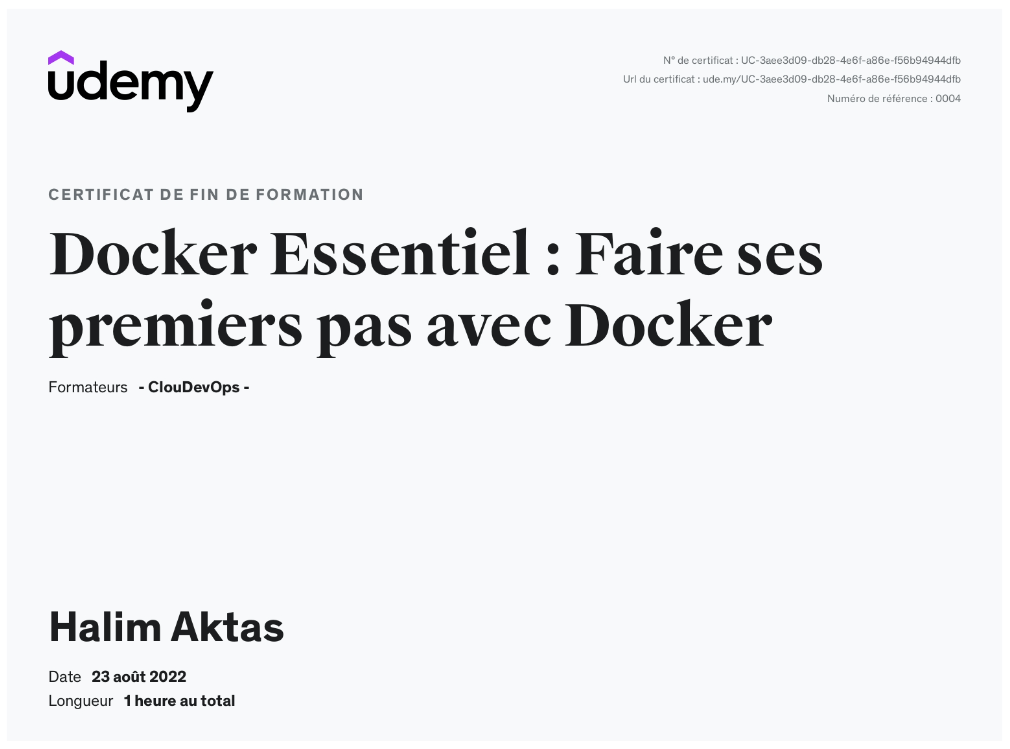 udemy
N° de certificat : UC-3aee3d09-db28-4e6f-a86e-f56b94944dfb
Url du certificat : ude.my/UC-3aee3d09-db28-4e6f-a86e-f56b94944dfb
Numéro de référence : 0004
CERTIFICAT DE FIN DE FORMATION
Docker Essentiel : Faire ses
premiers pas avec Docker
Formateurs - ClouDevOps -
Halim Aktas
Date 23 août 2022
Longueur 1 heure au total